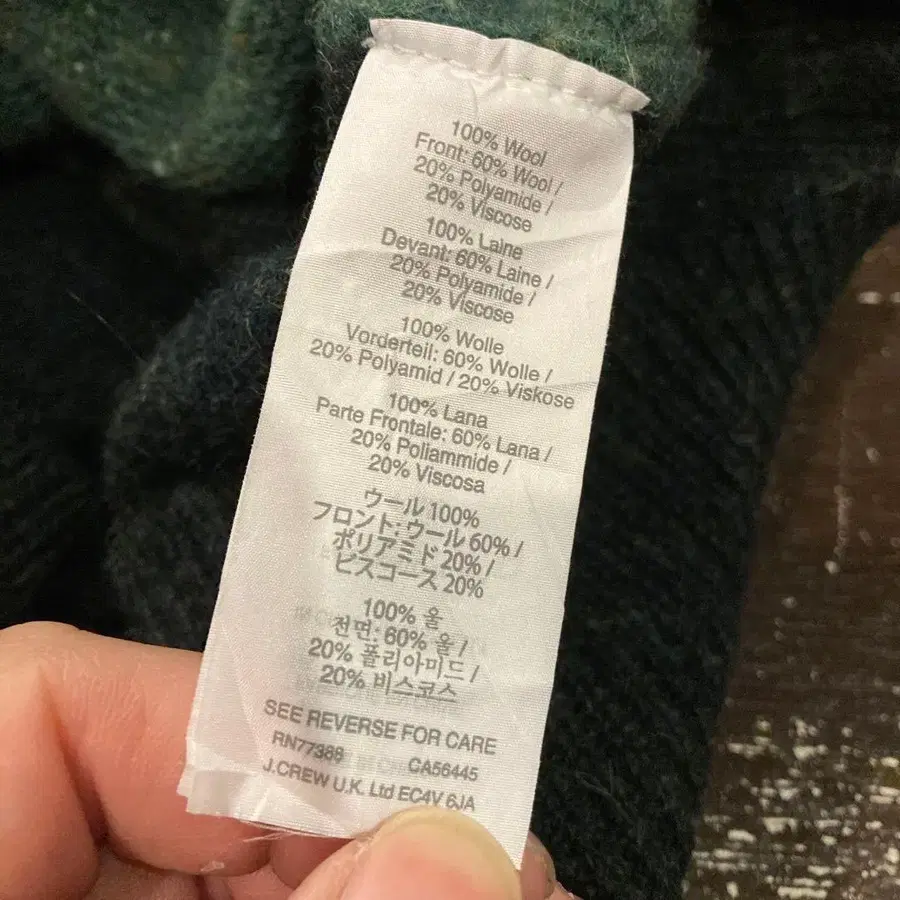 100% Wool
Front: 60% Wool /
20% Polyamide /
20% Viscose
100% Laine
Devant: 60% Laine /
20% Polyamide /
20% Viscose
100% Wolle
Vorderteil: 60% Wolle /
20% Polyamid / 20% Viskose
100% Lana
Parte Frontale: 60% Lana /
20% Poliammide /
20% Viscosa
ウール 100%
フロント: ウール 60% /
ポリアミド 20% /
ビスコース 20%
100% 울
전면: 60% 울 /
20% 폴리아미드 /
20% 비스코스
SEE REVERSE FOR CARE
RN77388 CA56445
J.CREW U.K. Ltd EC4V 6JA